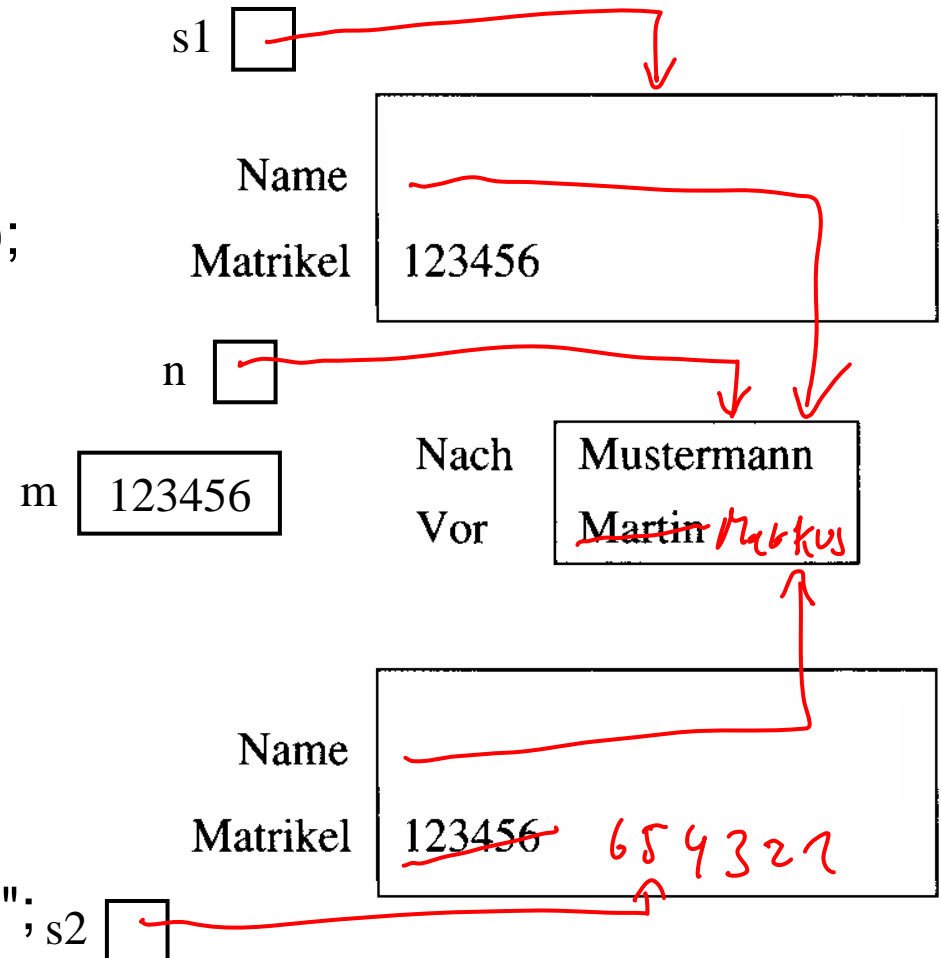 s1
Name
);
Matrikel 123456
n
Nach Mustermann
m 123456
Vor Martin Markus
Name
Matrikel 123456 654321
"; s2